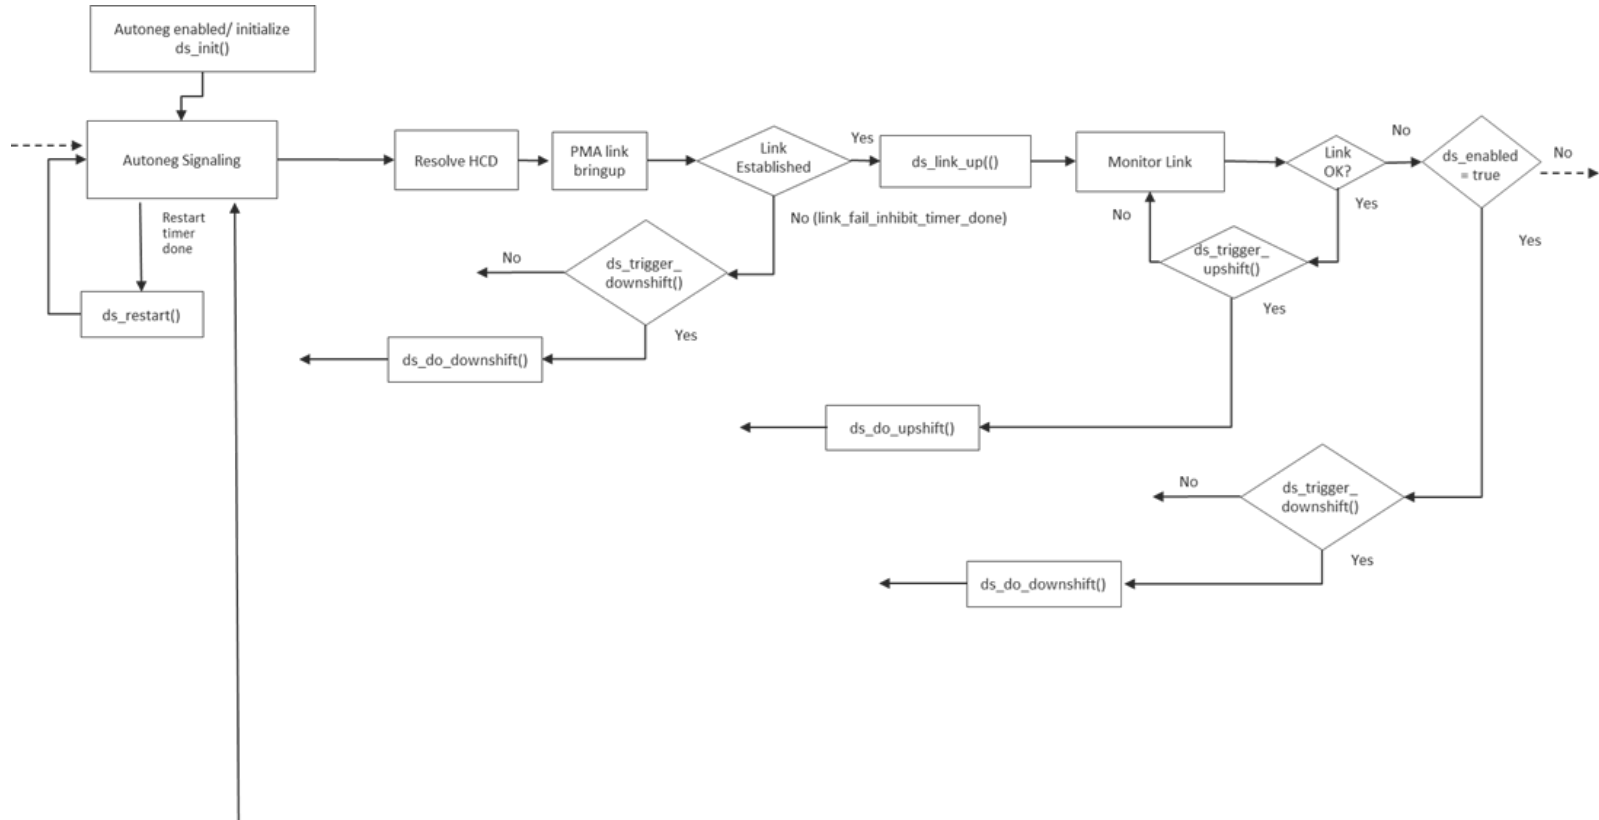 Autoneg enabled/ initialize
ds_init()
Autoneg Signaling
Restart
timer
done
ds_restart()
Resolve HCD
PMA link
bringup
Link
Established
Yes
No (link_fail_inhibit_timer_done)
ds_trigger_
downshift()
No
Yes
ds_do_downshift()
ds_link_up(()
Monitor Link
Link
OK?
No
Yes
ds_trigger_
upshift()
No
Yes
ds_do_upshift()
ds_enabled
= true
No
Yes
ds_trigger_
downshift()
No
Yes
ds_do_downshift()